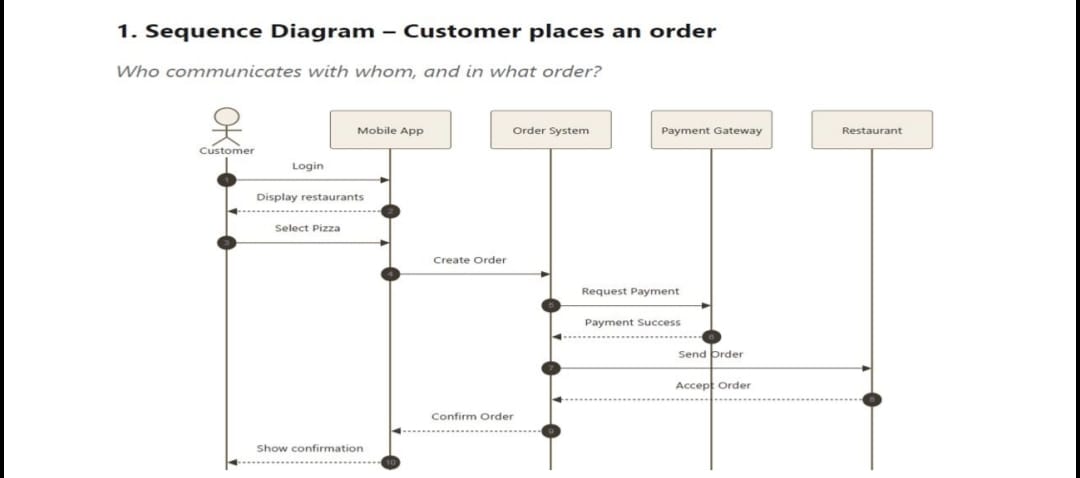 1. Sequence Diagram – Customer places an order
Who communicates with whom, and in what order?
Customer
Mobile App
Order System
Payment Gateway
Restaurant
Login
1
Display restaurants
2
Select Pizza
3
Create Order
4
Request Payment
5
Payment Success
6
Send Order
7
Accept Order
8
Confirm Order
9
Show confirmation
10